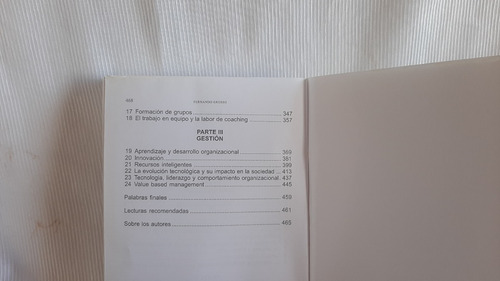 17 Formación de grupos ... 347
18 El trabajo en equipo y la labor de coaching ... 357
PARTE III
GESTIÓN
19 Aprendizaje y desarrollo organizacional ... 369
20 Innovación ... 381
21 Recursos inteligentes ... 399
22 La evolución tecnológica y su impacto en la sociedad ... 413
23 Tecnología, liderazgo y comportamiento organizacional. 437
24 Value based management ... 445
Palabras finales ... 459
Lecturas recomendadas ... 461
Sobre los autores ... 465